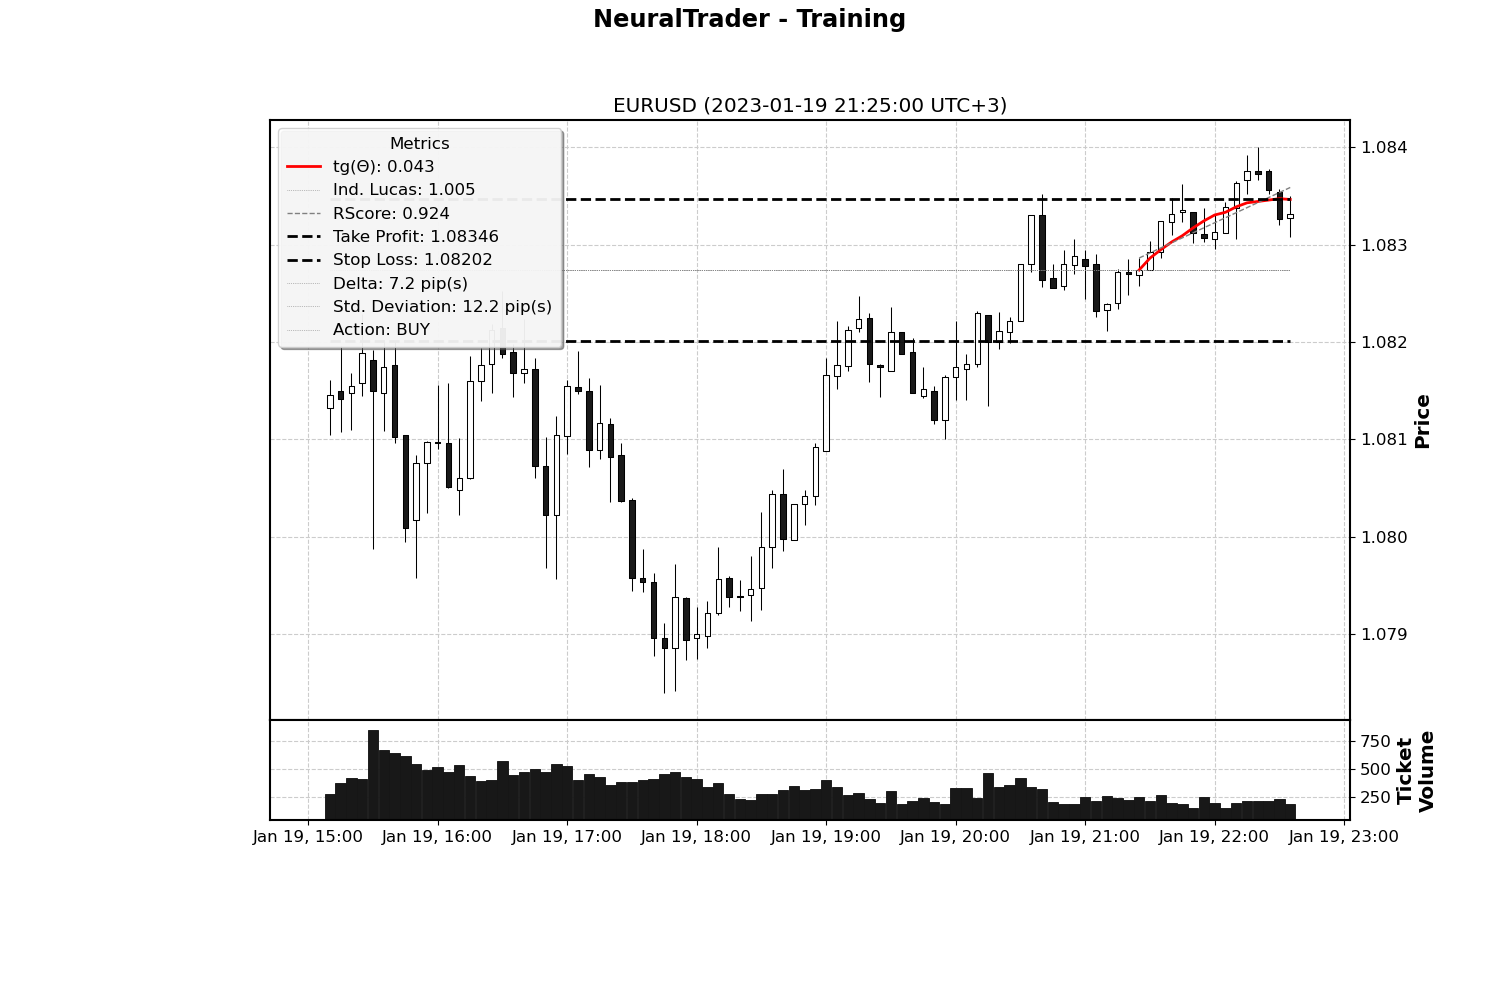 NeuralTrader - Training
EURUSD (2023-01-19 21:25:00 UTC+3)
Metrics
tg(Θ): 0.043
Ind. Lucas: 1.005
RScore: 0.924
Take Profit: 1.08346
Stop Loss: 1.08202
Delta: 7.2 pip(s)
Std. Deviation: 12.2 pip(s)
Action: BUY
1.084
1.083
1.082
1.081
1.080
1.079
Price
750
500
250
Ticket
Volume
Jan 19, 15:00
Jan 19, 16:00
Jan 19, 17:00
Jan 19, 18:00
Jan 19, 19:00
Jan 19, 20:00
Jan 19, 21:00
Jan 19, 22:00
Jan 19, 23:00